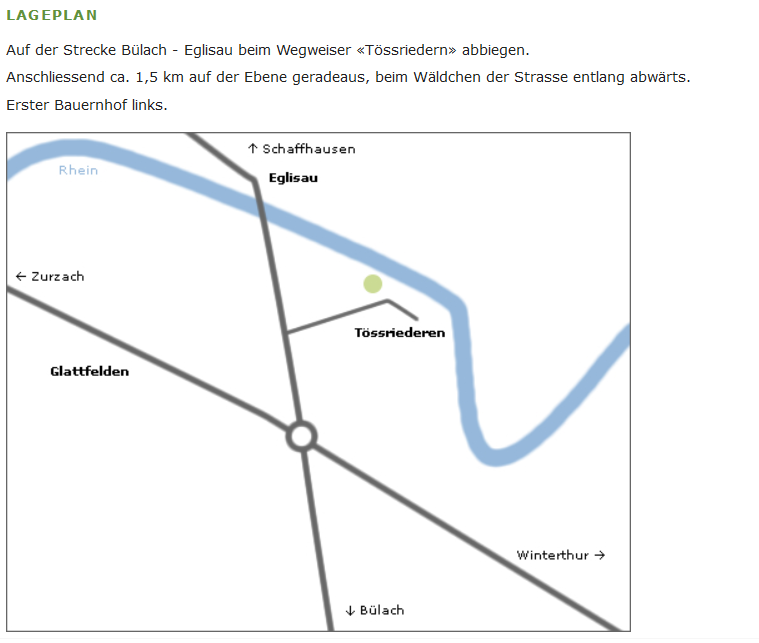 LAGEPLAN
Auf der Strecke Bülach - Eglisau beim Wegweiser «Tössriedern» abbiegen.
Anschliessend ca. 1,5 km auf der Ebene geradeaus, beim Wäldchen der Strasse entlang abwärts.
Erster Bauernhof links.
↑ Schaffhausen
Rhein
Eglisau
← Zurzach
Tössriederen
Glattfelden
Winterthur →
↓ Bülach